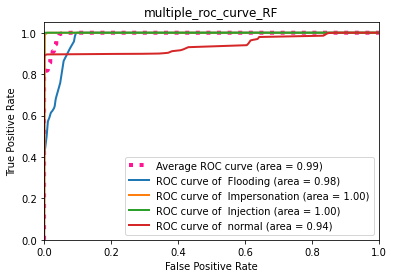 multiple_roc_curve_RF
True Positive Rate
1.0
0.8
0.6
0.4
0.2
0.0
Average ROC curve (area = 0.99)
ROC curve of Flooding (area = 0.98)
ROC curve of Impersonation (area = 1.00)
ROC curve of Injection (area = 1.00)
ROC curve of normal (area = 0.94)
0.0 0.2 0.4 0.6 0.8 1.0
False Positive Rate